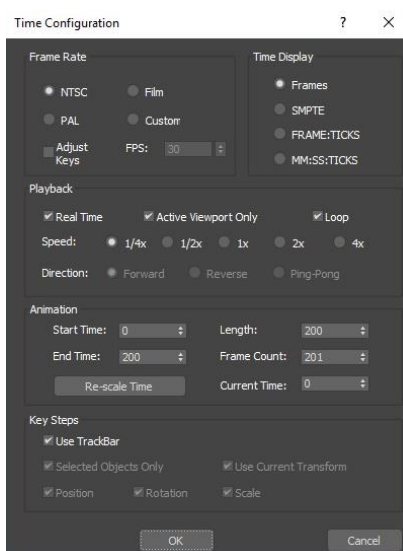 Time Configuration ? ×
Frame Rate
NTSC Film
PAL Custom
Adjust Keys FPS: 30
Time Display
Frames
SMPTE
FRAME:TICKS
MM:SS:TICKS
Playback
Real Time Active Viewport Only Loop
Speed: 1/4x 1/2x 1x 2x 4x
Direction: Forward Reverse Ping-Pong
Animation
Start Time: 0 Length: 200
End Time: 200 Frame Count: 201
Re-scale Time Current Time: 0
Key Steps
Use TrackBar
Selected Objects Only Use Current Transform
Position Rotation Scale
OK Cancel